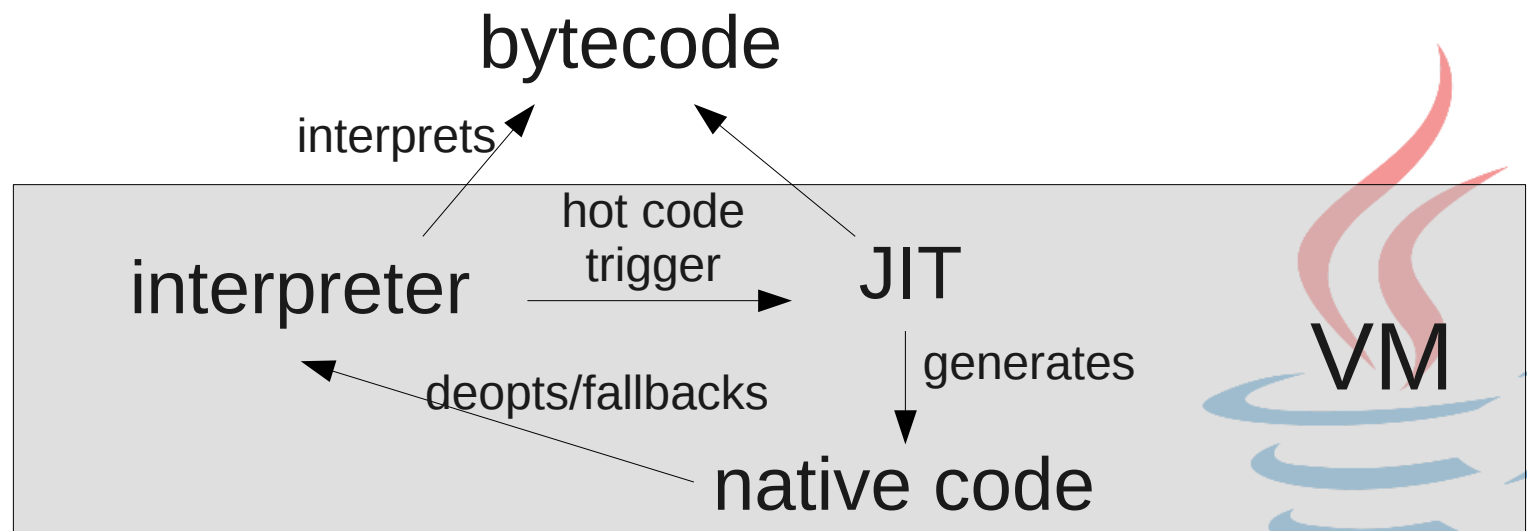 bytecode
interprets
hot code
trigger
interpreter
JIT
VM
generates
deopts/fallbacks
native code